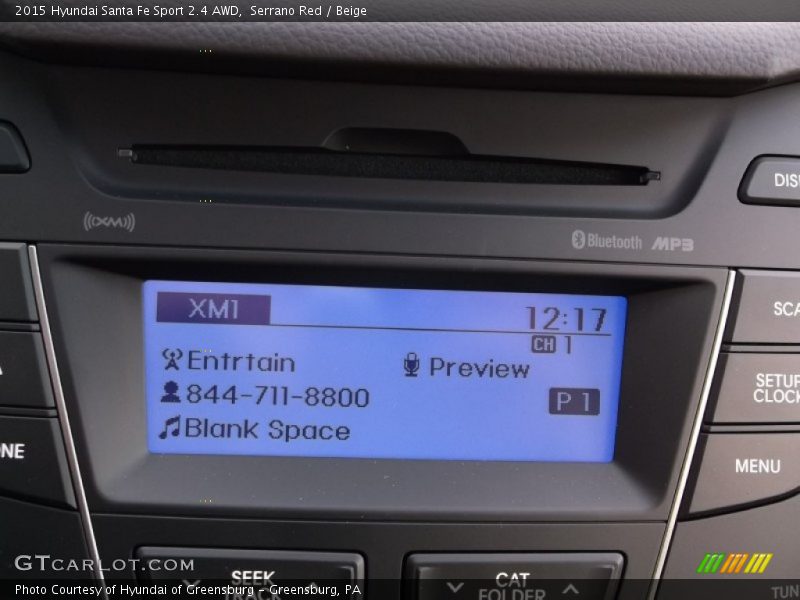 2015 Hyundai Santa Fe Sport 2.4 AWD, Serrano Red / Beige
((XM))
Bluetooth MP3
XM1
12:17
CH 1
Entrtain
Preview
844-711-8800
P 1
Blank Space
SETUP
CLOCK
MENU
SEEK
TRACK
CAT
FOLDER
GTCARLOT.COM
Photo Courtesy of Hyundai of Greensburg - Greensburg, PA